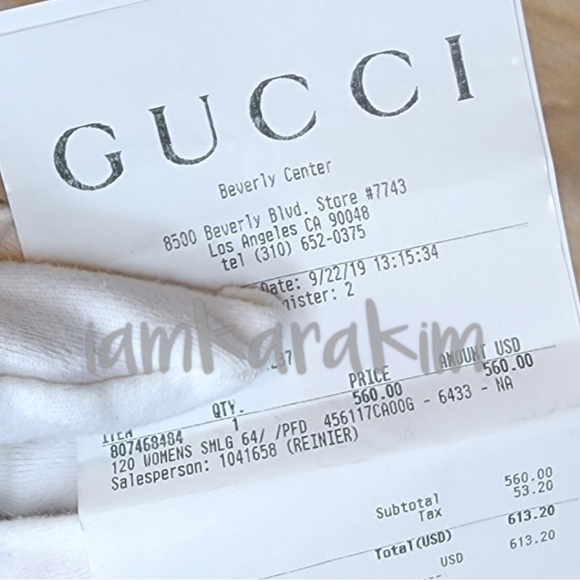 GUCCI
Beverly Center
8500 Beverly Blvd. Store #7743
Los Angeles CA 90048
tel (310) 652-0375
Date: 9/22/19 13:15:34
ister: 2
iamkarakim
ITEM QTY. PRICE AMOUNT USD
807468484 1 560.00 560.00
120 WOMENS SMLG 64/ /PFD 456117CAO0G - 6433 - NA
Salesperson: 1041658 (REINIER)
Subtotal 560.00
Tax 53.20
Total(USD) 613.20
USD 613.20